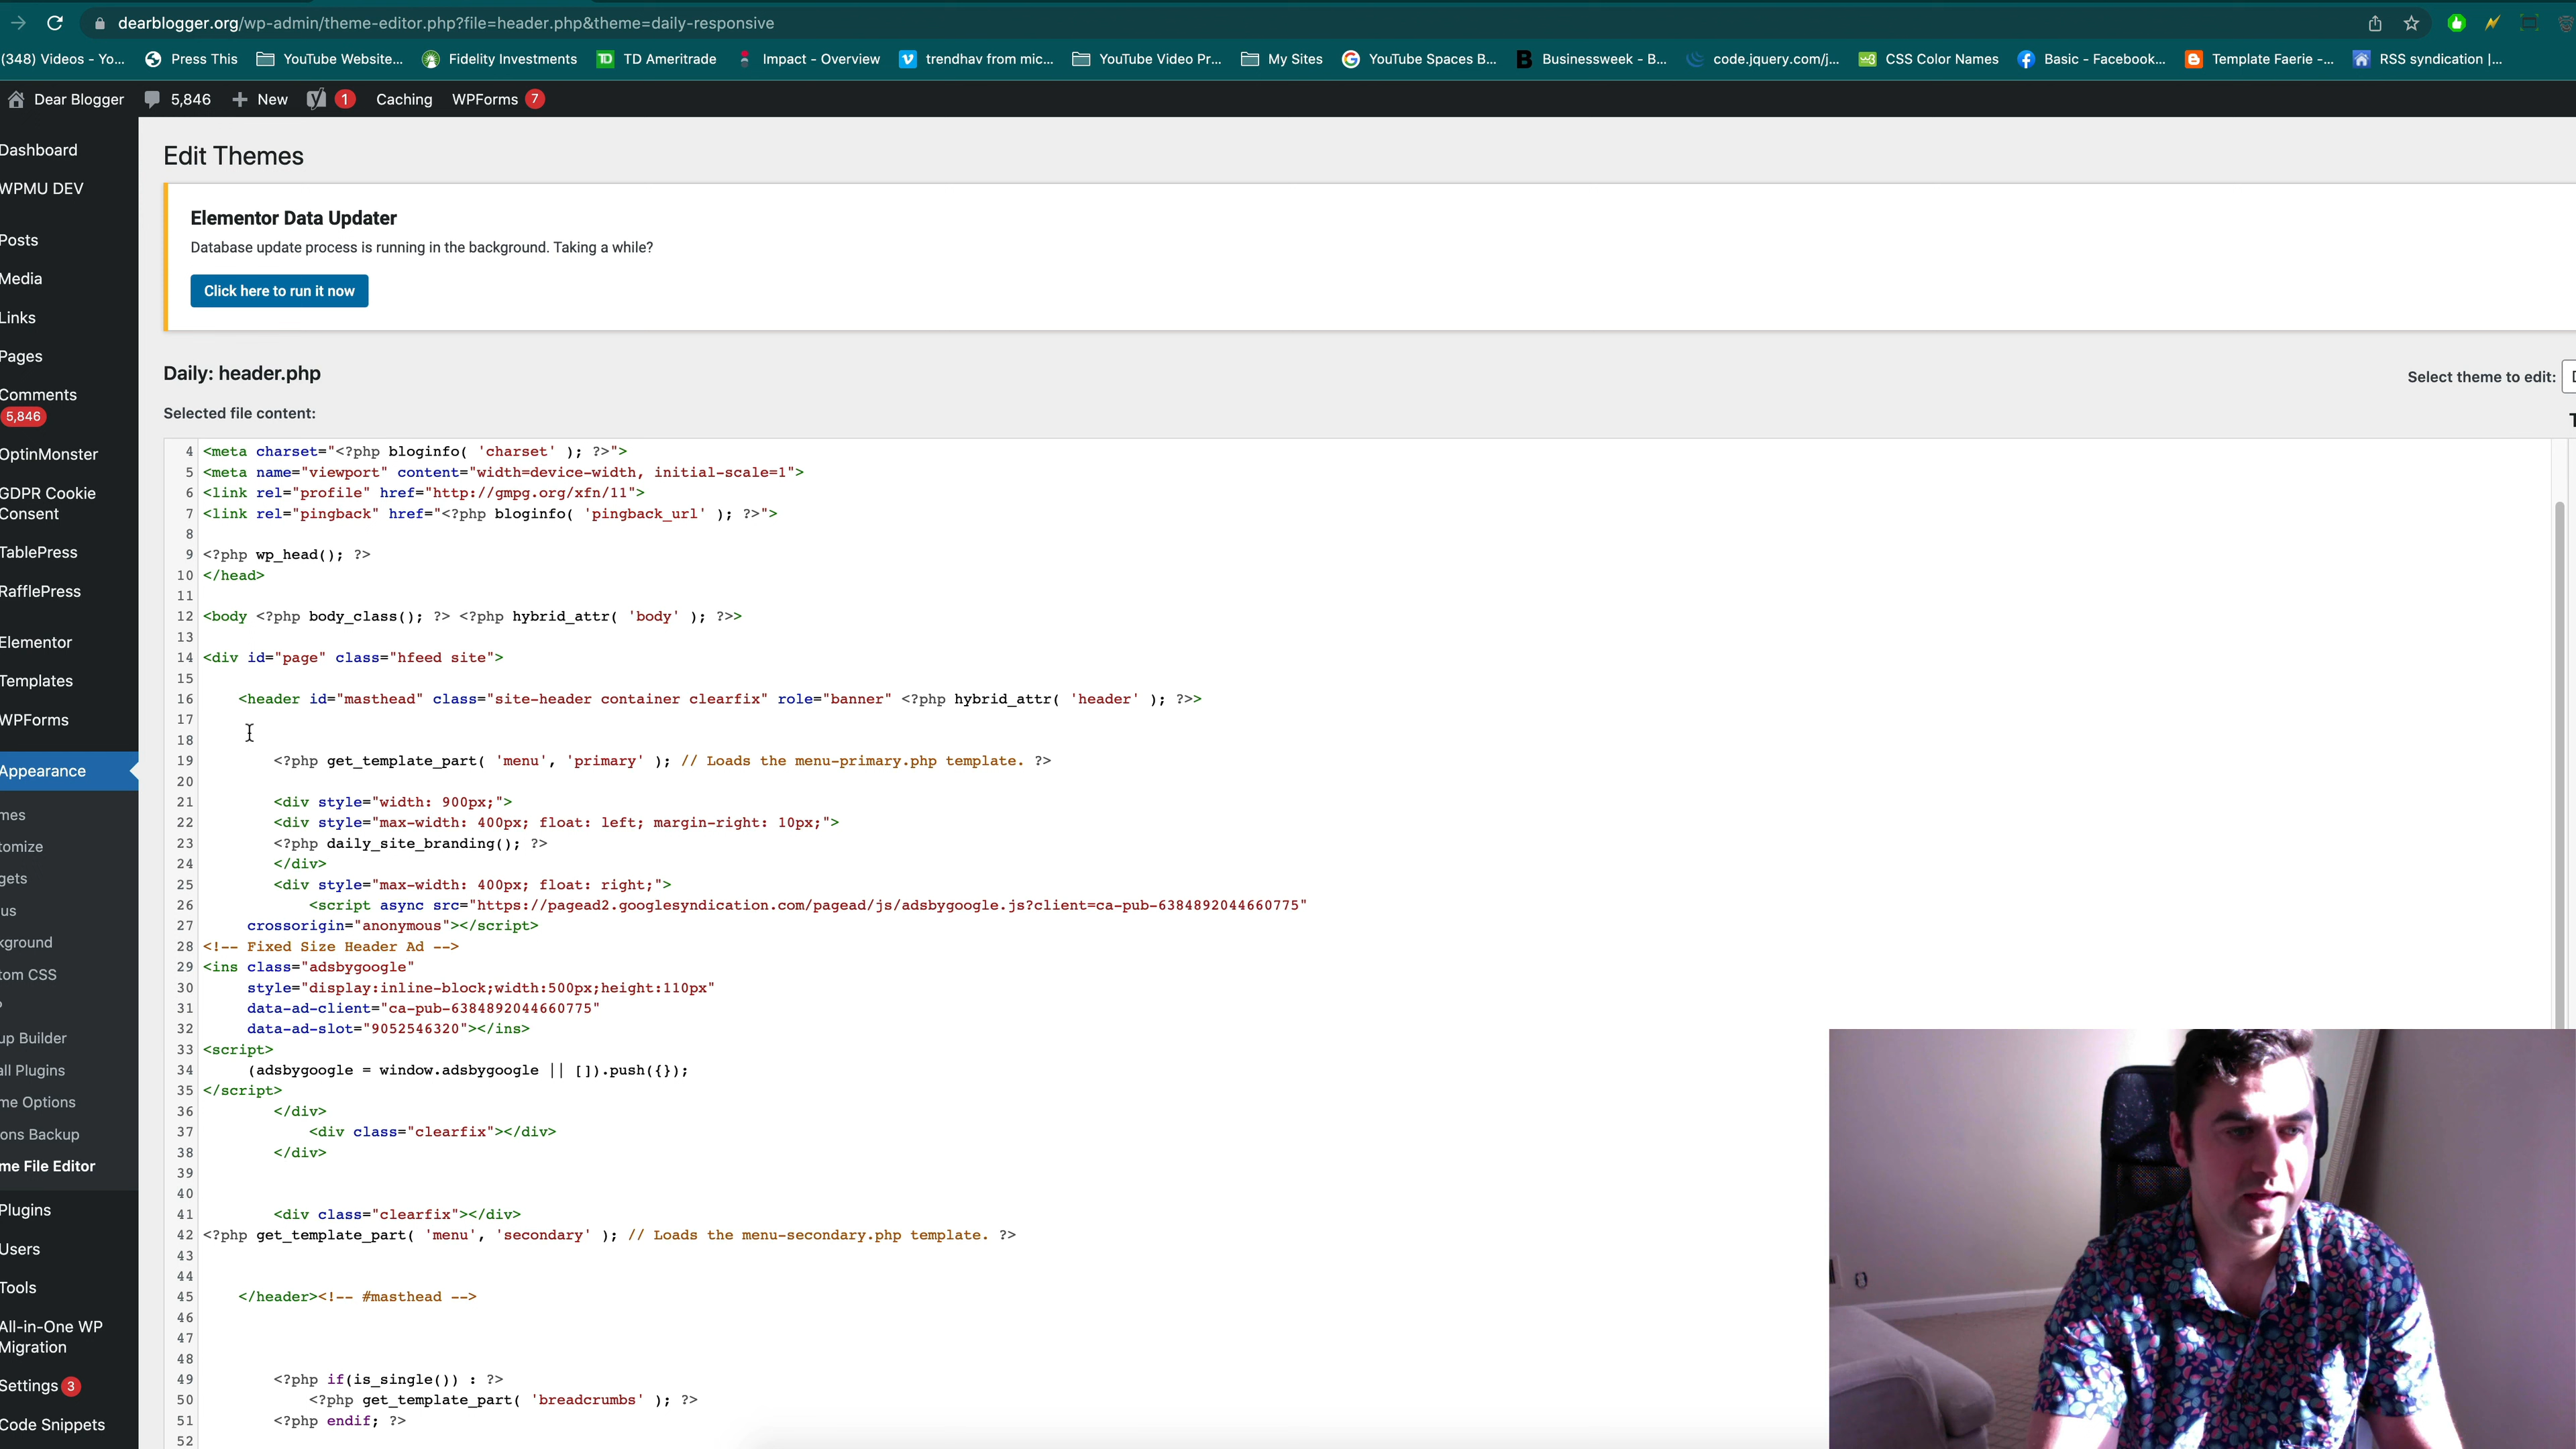 dearblogger.org/wp-admin/theme-editor.php?file=header.php&theme=daily-responsive
(348) Videos - Yo... Press This YouTube Website... Fidelity Investments TD Ameritrade Impact - Overview trendhav from mic... YouTube Video Pr... My Sites YouTube Spaces B... Businessweek - B... code.jquery.com/j... CSS Color Names Basic - Facebook... Template Faerie -... RSS syndication |...
Dear Blogger 5,846 New 1 Caching WPForms 7
Dashboard
WPMU DEV
Posts
Media
Links
Pages
Comments
5,846
OptinMonster
GDPR Cookie
Consent
TablePress
RafflePress
Elementor
Templates
WPForms
Appearance
mes
tomize
gets
us
kground
tom CSS
up Builder
all Plugins
me Options
ons Backup
me File Editor
Plugins
Users
Tools
All-in-One WP
Migration
Settings 3
Code Snippets
Edit Themes
Elementor Data Updater
Database update process is running in the background. Taking a while?
Click here to run it now
Daily: header.php
Select theme to edit:
Selected file content:
4 <meta charset="<?php bloginfo( 'charset' ); ?>">
5 <meta name="viewport" content="width=device-width, initial-scale=1">
6 <link rel="profile" href="http://gmpg.org/xfn/11">
7 <link rel="pingback" href="<?php bloginfo( 'pingback_url' ); ?>">
8
9 <?php wp_head(); ?>
10 </head>
11
12 <body <?php body_class(); ?> <?php hybrid_attr( 'body' ); ?>>
13
14 <div id="page" class="hfeed site">
15
16 <header id="masthead" class="site-header container clearfix" role="banner" <?php hybrid_attr( 'header' ); ?>>
17
18
19 <?php get_template_part( 'menu', 'primary' ); // Loads the menu-primary.php template. ?>
20
21 <div style="width: 900px;">
22 <div style="max-width: 400px; float: left; margin-right: 10px;">
23 <?php daily_site_branding(); ?>
24 </div>
25 <div style="max-width: 400px; float: right;">
26 <script async src="https://pagead2.googlesyndication.com/pagead/js/adsbygoogle.js?client=ca-pub-6384892044660775"
27 crossorigin="anonymous"></script>
28 <!-- Fixed Size Header Ad -->
29 <ins class="adsbygoogle"
30 style="display:inline-block;width:500px;height:110px"
31 data-ad-client="ca-pub-6384892044660775"
32 data-ad-slot="9052546320"></ins>
33 <script>
34 (adsbygoogle = window.adsbygoogle || []).push({});
35 </script>
36 </div>
37 <div class="clearfix"></div>
38 </div>
39
40
41 <div class="clearfix"></div>
42 <?php get_template_part( 'menu', 'secondary' ); // Loads the menu-secondary.php template. ?>
43
44
45 </header><!-- #masthead -->
46
47
48
49 <?php if(is_single()) : ?>
50 <?php get_template_part( 'breadcrumbs' ); ?>
51 <?php endif; ?>
52